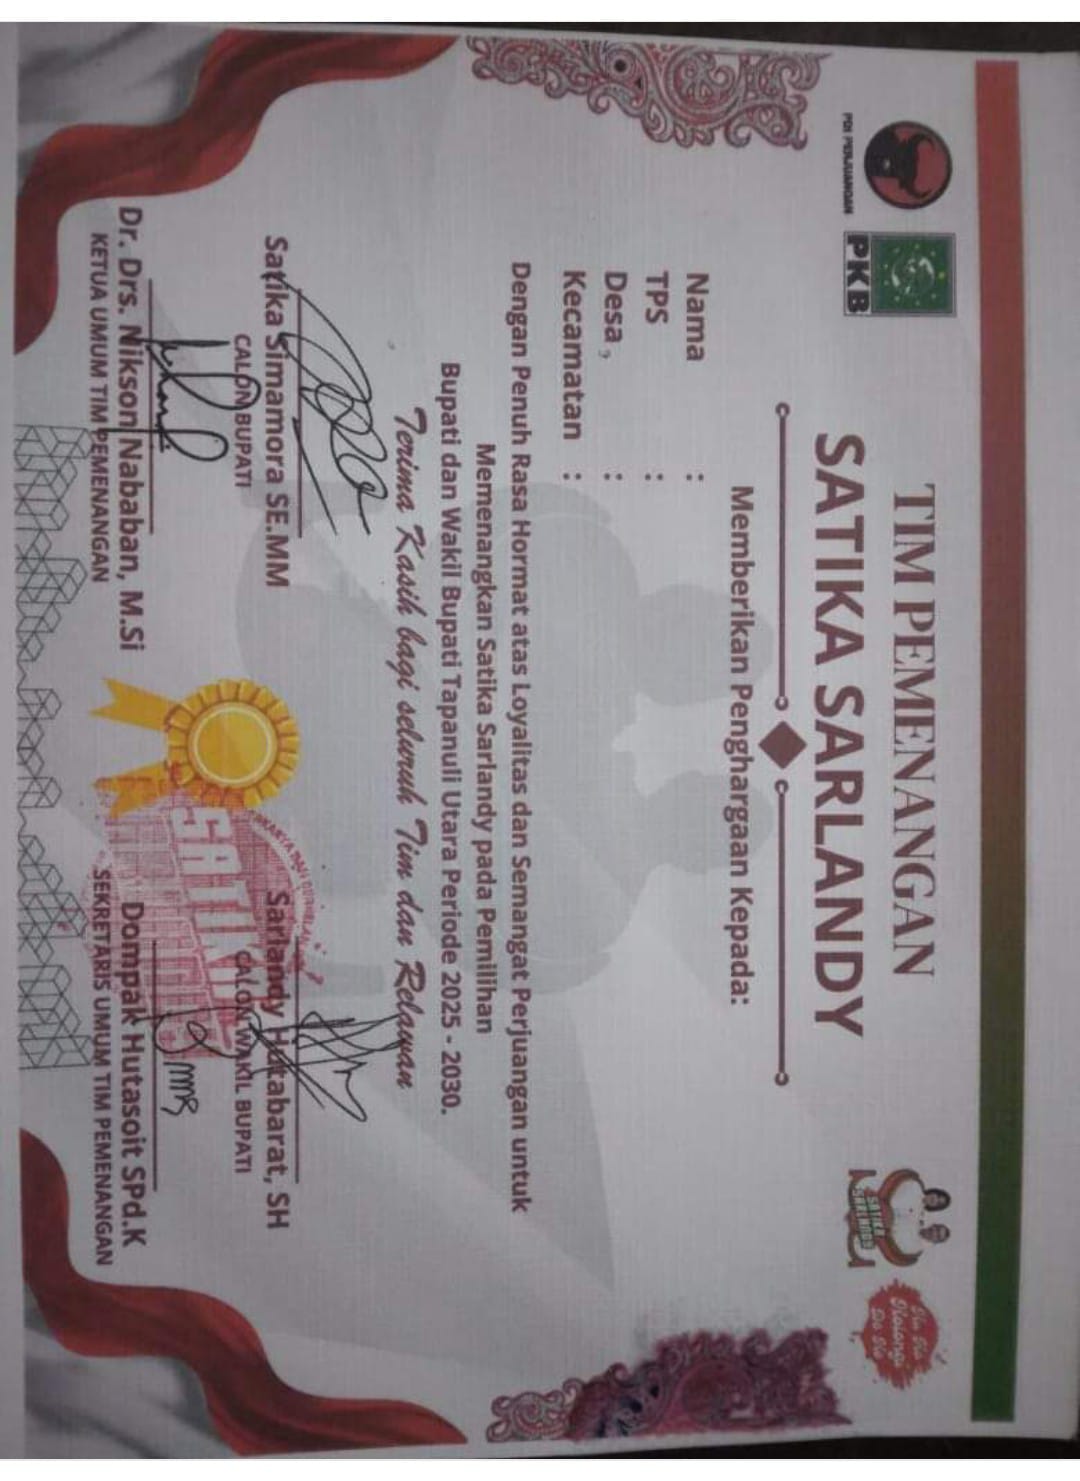 PDI PERJUANGAN
PKB
TIM PEMENANGAN
SATIKA SARLANDY
SATIKA
Memberikan Penghargaan Kepada:
Nama :
TPS :
Desa, :
Kecamatan :
Dengan Penuh Rasa Hormat atas Loyalitas dan Semangat Perjuangan untuk
Memenangkan Satika Sarlandy pada Pemilihan
Bupati dan Wakil Bupati Tapanuli Utara Periode 2025 - 2030.
Terima Kasih bagi seluruh Tim dan Relawan
Satika Simamora SE.MM
CALON BUPATI
Sarlandy Hutabarat, SH
CALON WAKIL BUPATI
SATIKA
Dr. Drs. Nikson Nababan, M.Si
KETUA UMUM TIM PEMENANGAN
Dompak Hutasoit SPd.K
SEKRETARIS UMUM TIM PEMENANGAN